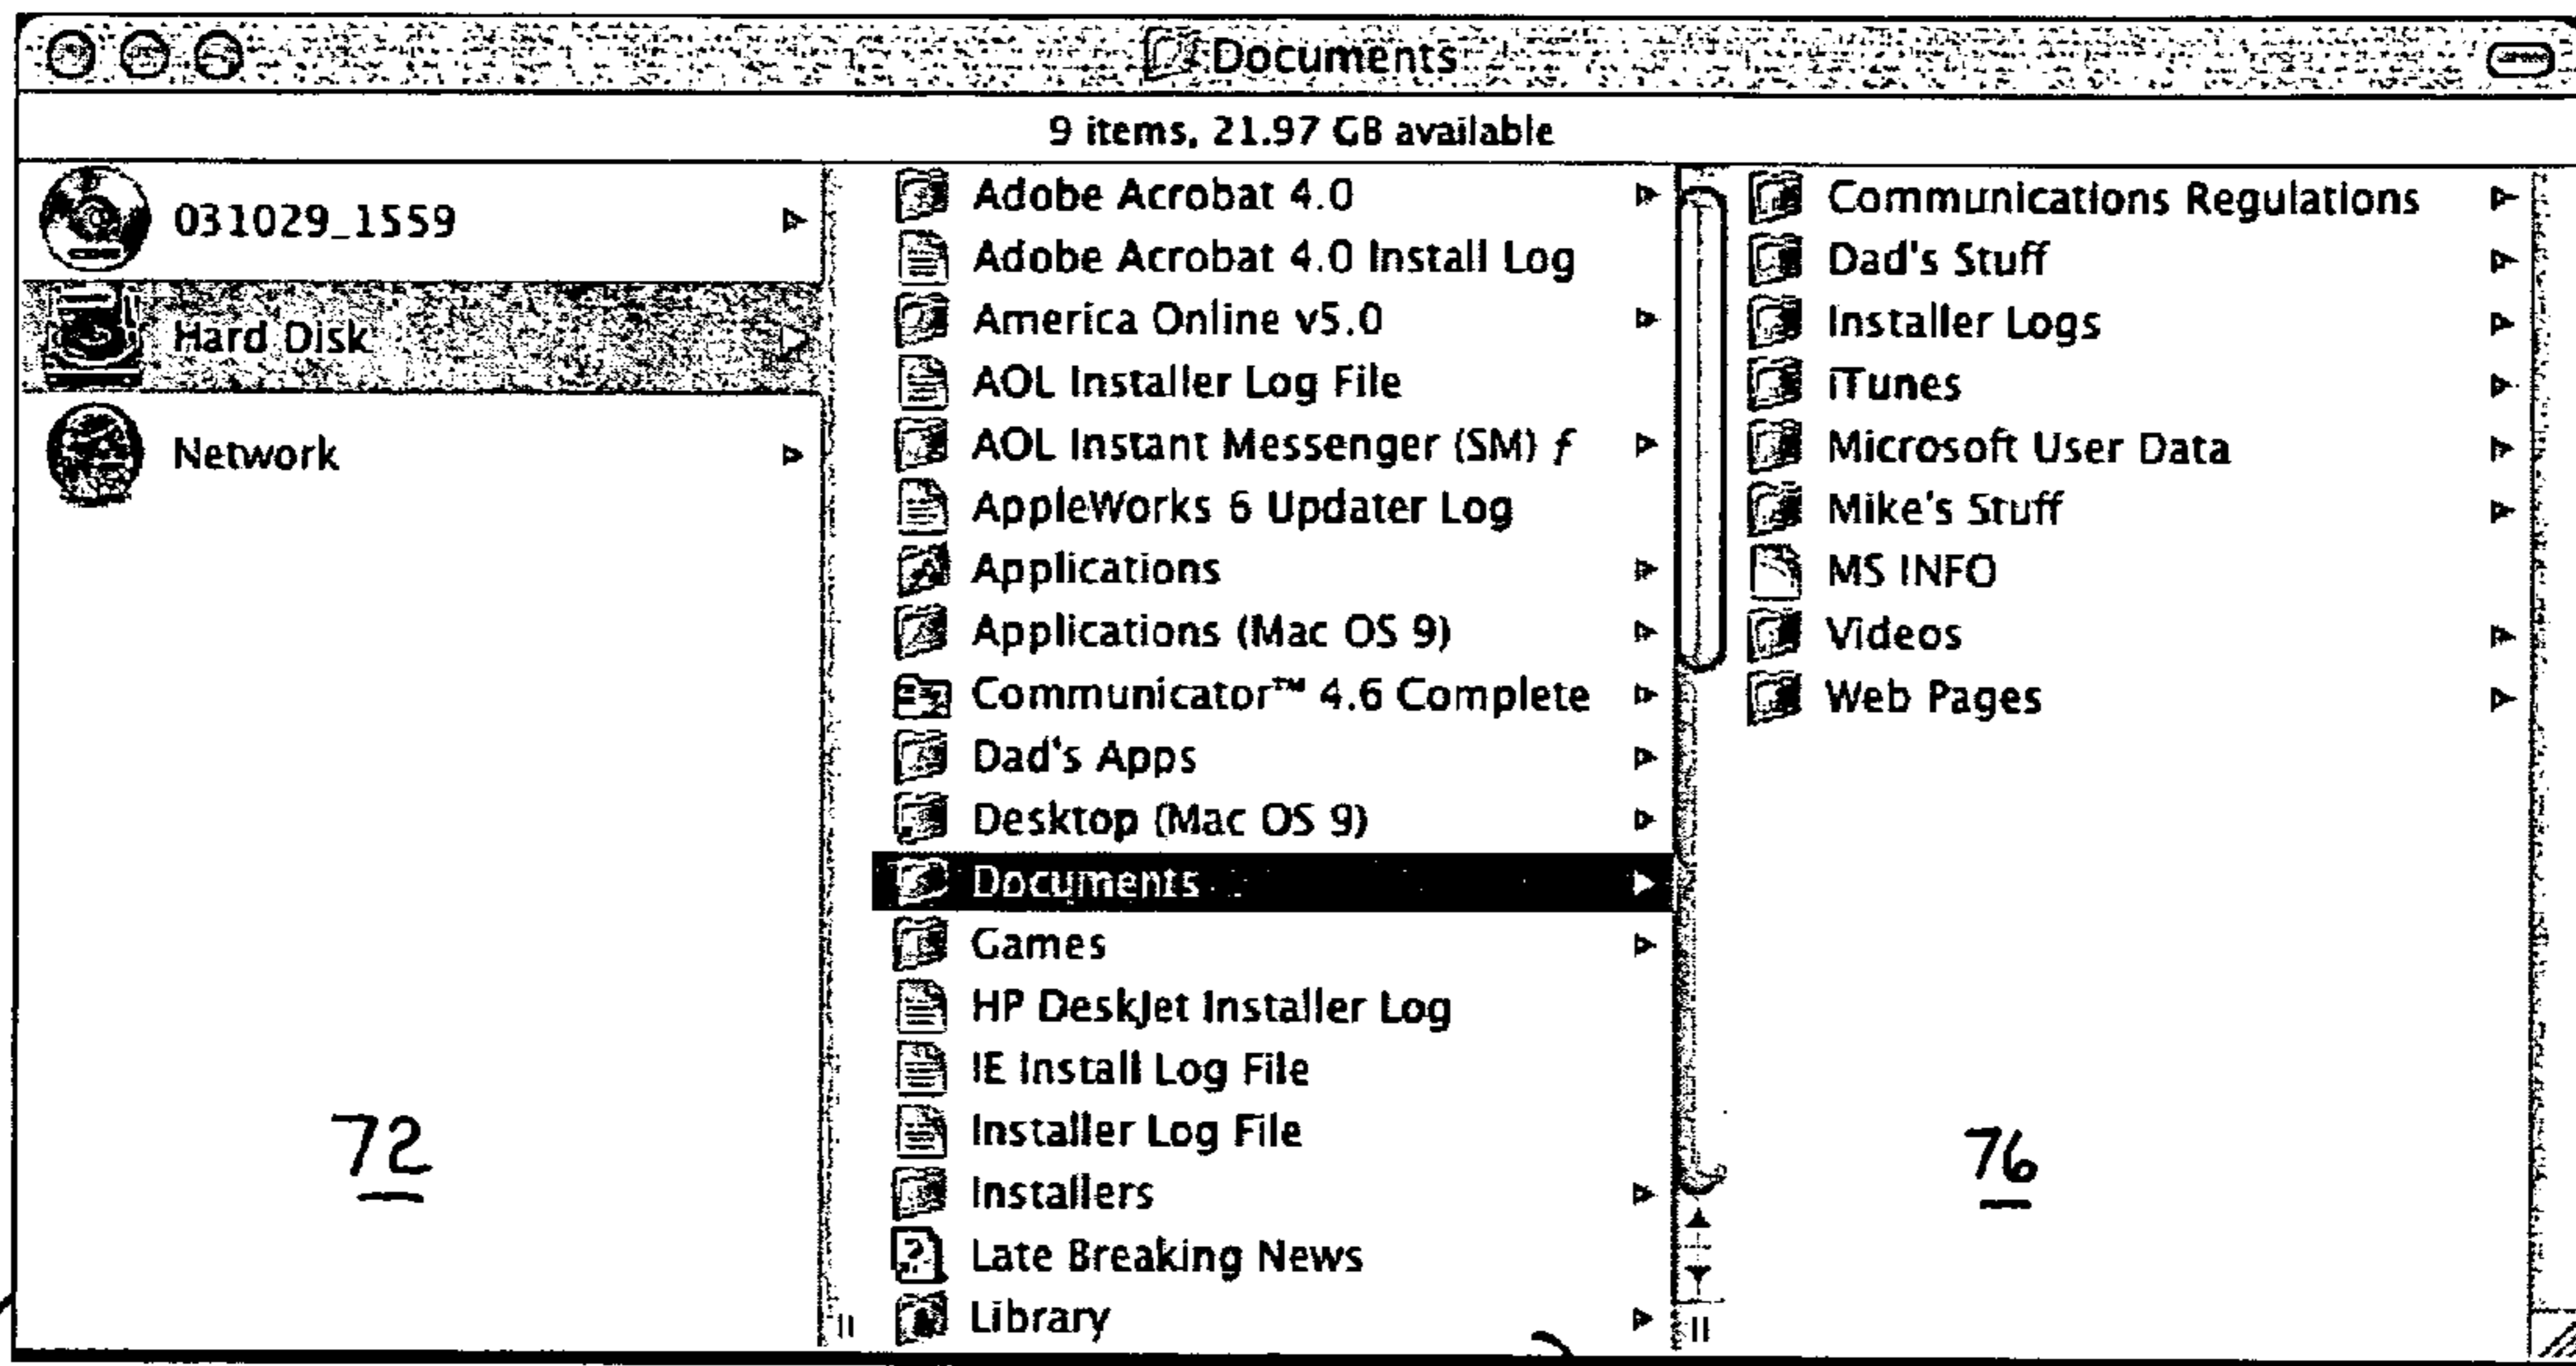 Documents
9 items, 21.97 GB available
031029_1559
Hard Disk
Network
72
Adobe Acrobat 4.0
Adobe Acrobat 4.0 Install Log
America Online v5.0
AOL Installer Log File
AOL Instant Messenger (SM) ƒ
AppleWorks 6 Updater Log
Applications
Applications (Mac OS 9)
Communicator™ 4.6 Complete
Dad's Apps
Desktop (Mac OS 9)
Documents
Games
HP DeskJet Installer Log
IE Install Log File
Installer Log File
Installers
Late Breaking News
Library
Communications Regulations
Dad's Stuff
Installer Logs
iTunes
Microsoft User Data
Mike's Stuff
MS INFO
Videos
Web Pages
76